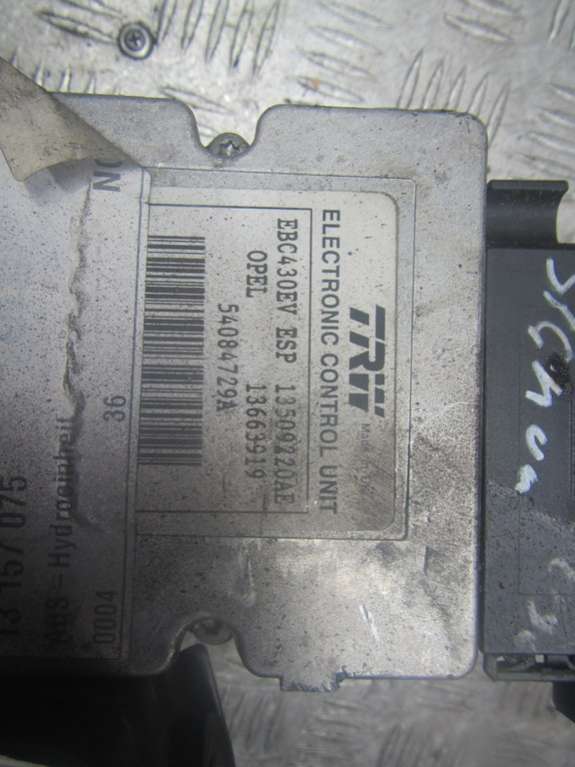 TRW
ELECTRONIC CONTROL UNIT
EBC430EV ESP 13509220AE
OPEL 13663919
54084729A
36
13 157 075
Hydroeinheit
0004